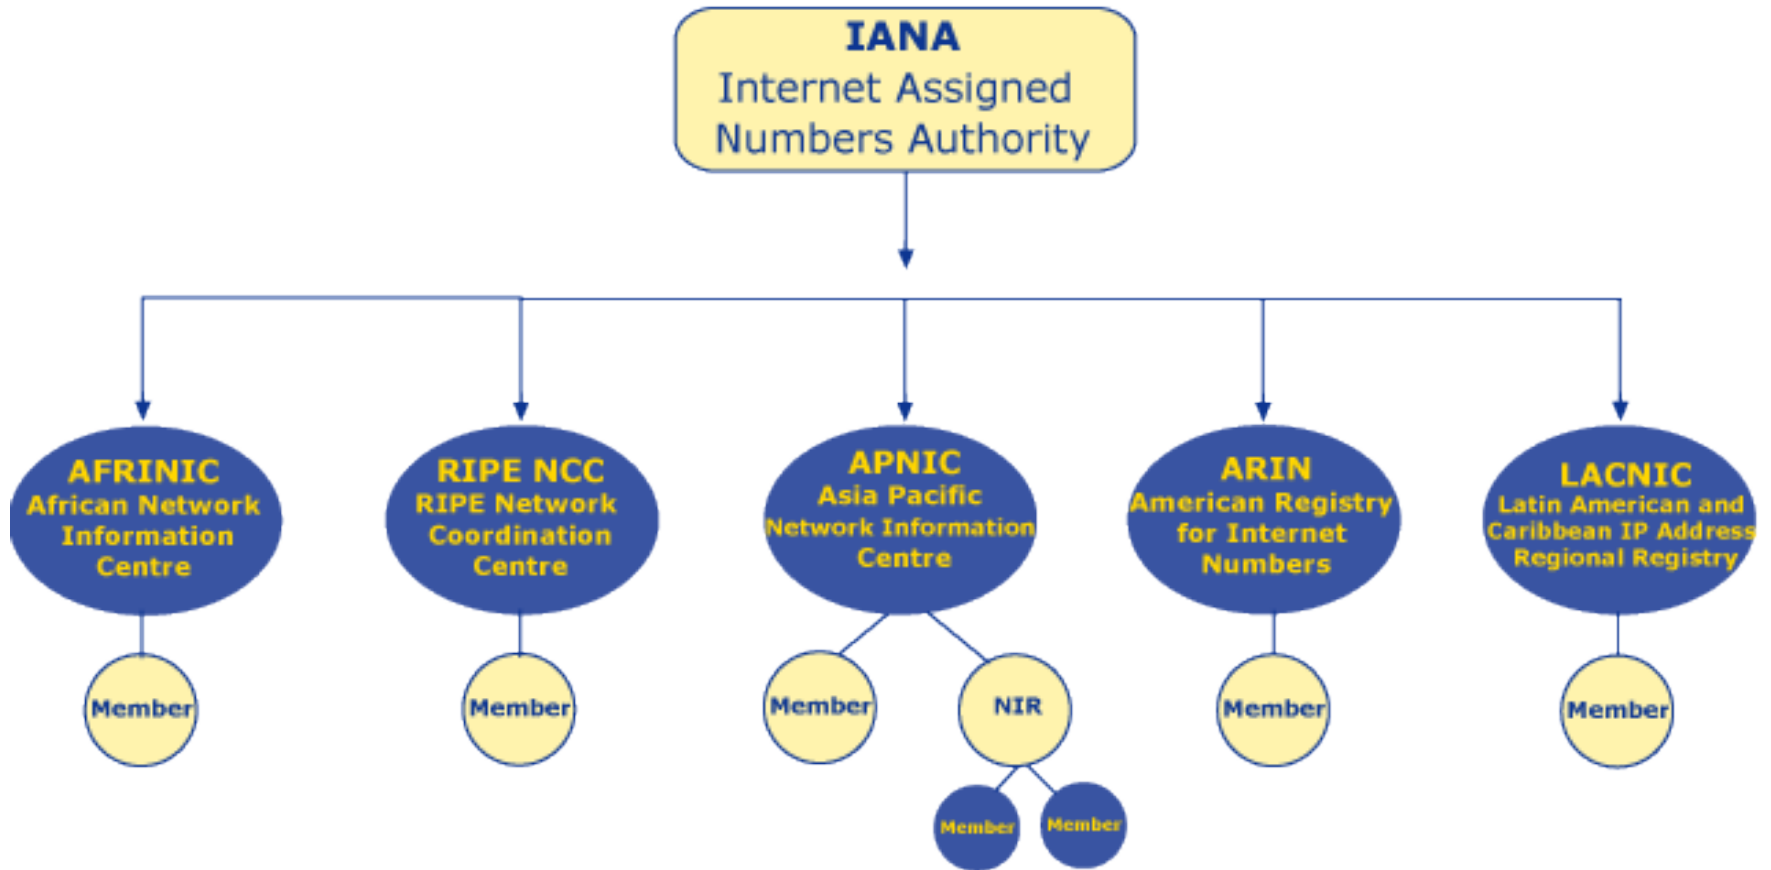 IANA
Internet Assigned
Numbers Authority
AFRINIC
African Network
Information
Centre
RIPE NCC
RIPE Network
Coordination
Centre
APNIC
Asia Pacific
Network Information
Centre
ARIN
American Registry
for Internet
Numbers
LACNIC
Latin American and
Caribbean IP Address
Regional Registry
Member
Member
Member
NIR
Member
Member
Member
Member